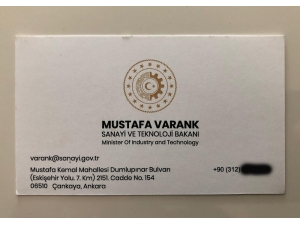 MUSTAFA VARANK
SANAYİ VE TEKNOLOJİ BAKANI
Minister Of Industry and Technology
varank@sanayi.gov.tr
Mustafa Kemal Mahallesi Dumlupınar Bulvarı
(Eskişehir Yolu. 7. Km) 2151. Cadde No. 154
06510 Çankaya, Ankara
+90 (312)